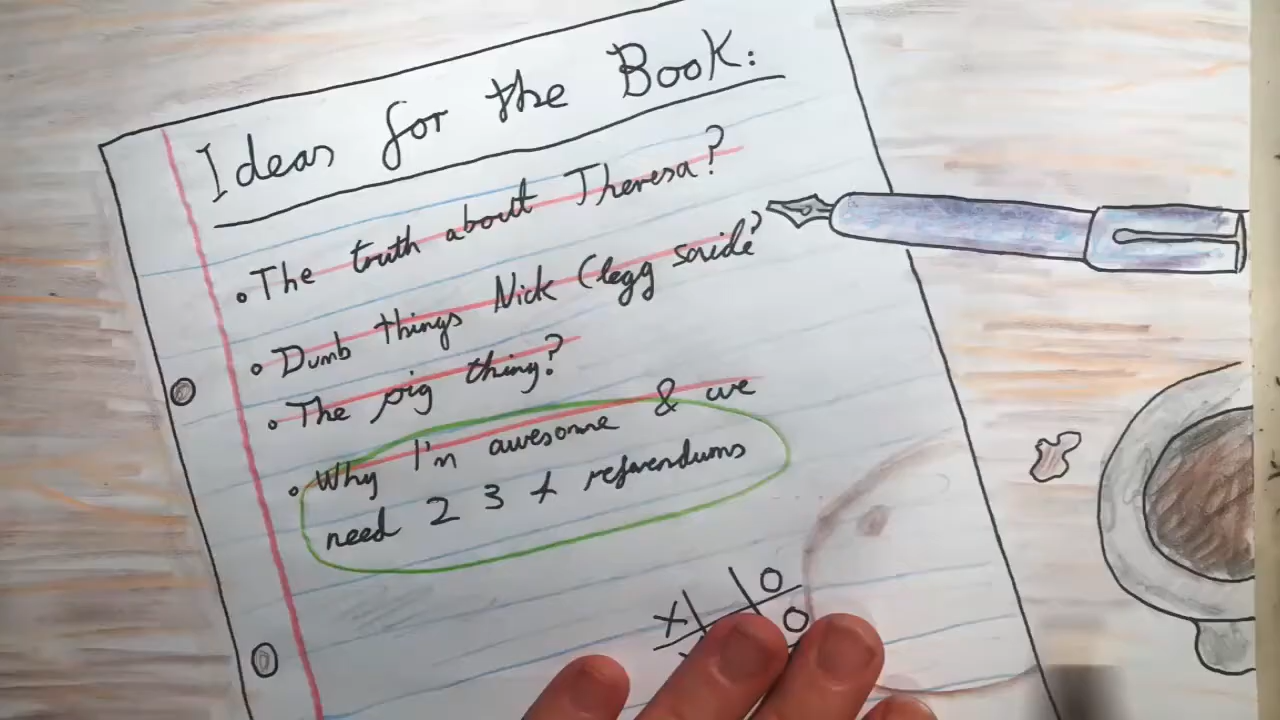 Ideas for the Book:
• The truth about Theresa?
• Dumb things Nick Clegg said?
• The pig thing?
• Why I'm awesome & we
need 2 3 + referendums
X O
O